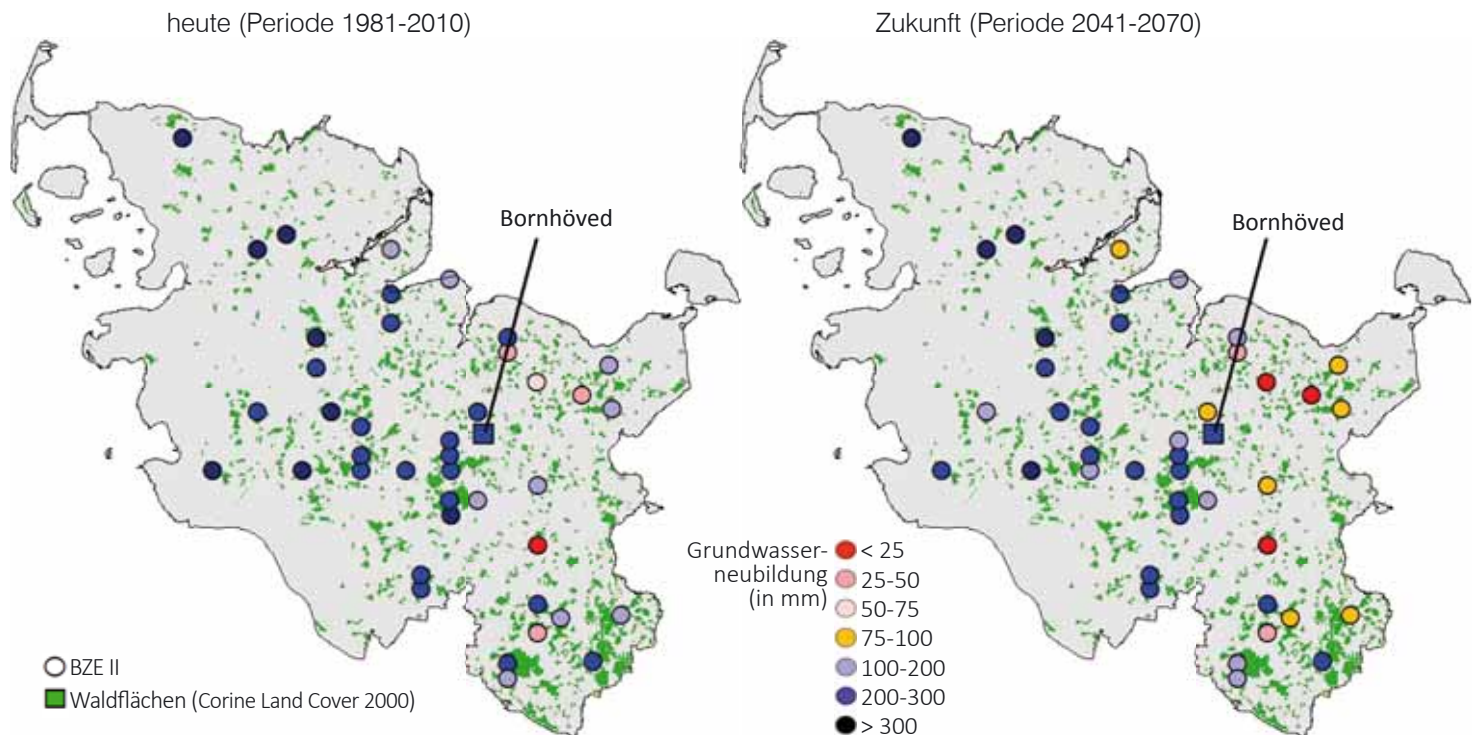 heute (Periode 1981-2010)
Zukunft (Periode 2041-2070)
Bornhöved
Bornhöved
Grundwasser-
neubildung
(in mm)
< 25
25-50
50-75
75-100
100-200
200-300
> 300
BZE II
Waldflächen (Corine Land Cover 2000)